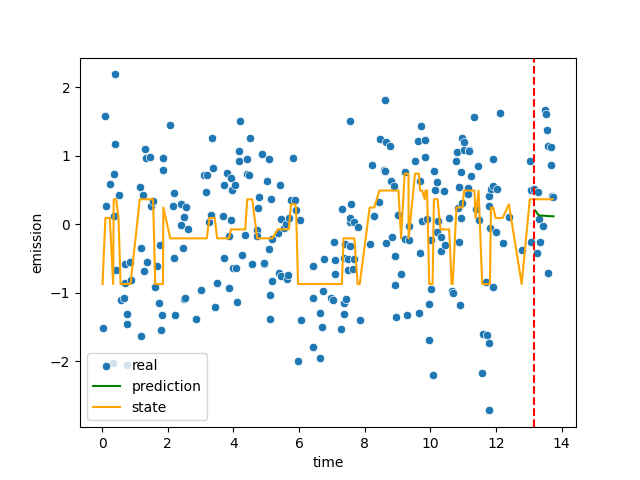 2
1
0
−1
−2
emission
real
prediction
state
0 2 4 6 8 10 12 14
time